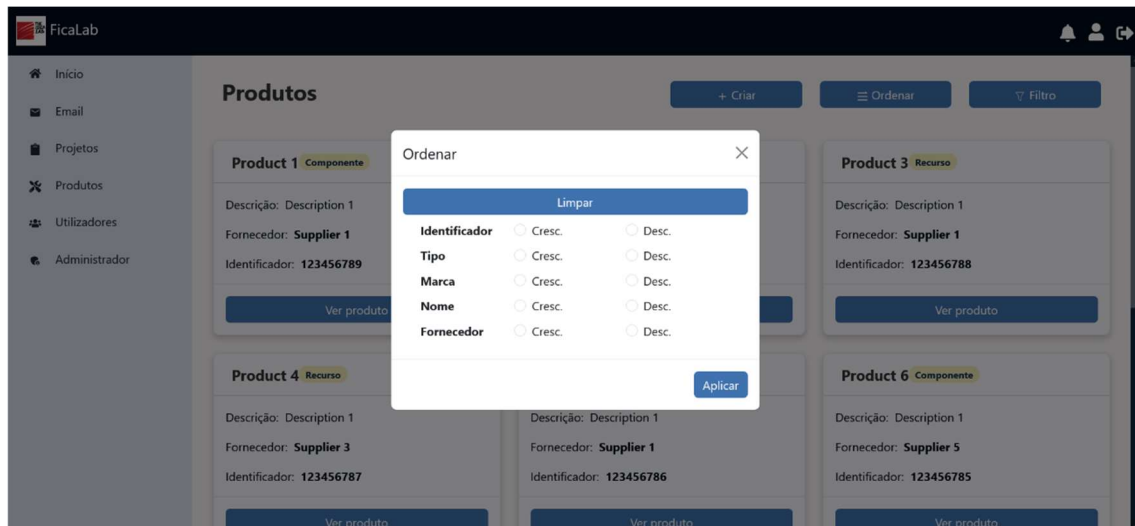 FicaLab
Início
Email
Projetos
Produtos
Utilizadores
Administrador
Produtos
+ Criar
Ordenar
Filtro
Product 1 Componente
Descrição: Description 1
Fornecedor: Supplier 1
Identificador: 123456789
Ver produto
Product 3 Recurso
Descrição: Description 1
Fornecedor: Supplier 1
Identificador: 123456788
Ver produto
Ordenar
Limpar
Identificador Cresc. Desc.
Tipo Cresc. Desc.
Marca Cresc. Desc.
Nome Cresc. Desc.
Fornecedor Cresc. Desc.
Aplicar
Product 4 Recurso
Descrição: Description 1
Fornecedor: Supplier 3
Identificador: 123456787
Ver produto
Descrição: Description 1
Fornecedor: Supplier 1
Identificador: 123456786
Ver produto
Product 6 Componente
Descrição: Description 1
Fornecedor: Supplier 5
Identificador: 123456785
Ver produto